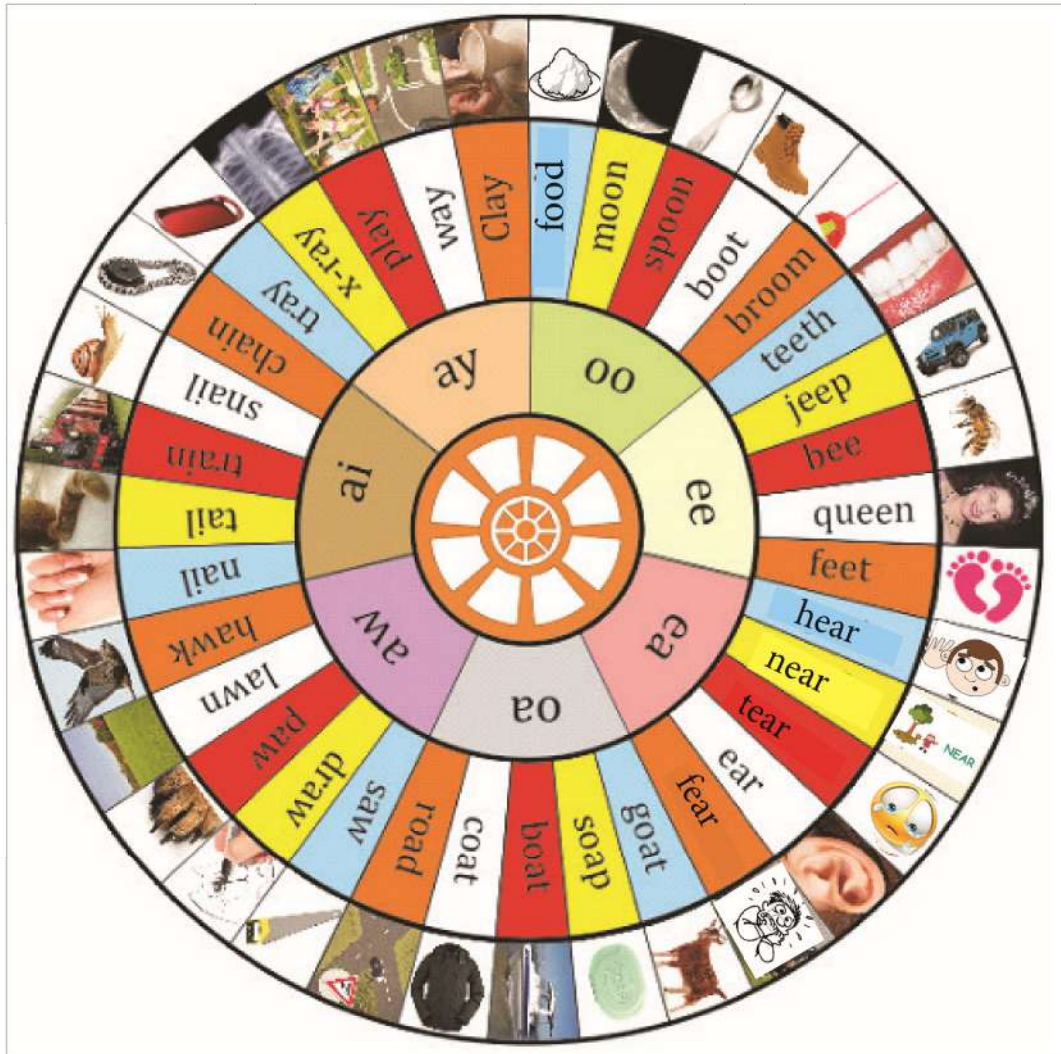 oo
ee
ea
oa
aw
ai
ay
food
moon
spoon
boot
broom
teeth
jeep
bee
queen
feet
hear
near
tear
ear
fear
goat
soap
boat
coat
road
saw
draw
paw
lawn
hawk
nail
tail
train
snail
chain
tray
x-ray
play
way
Clay
NEAR